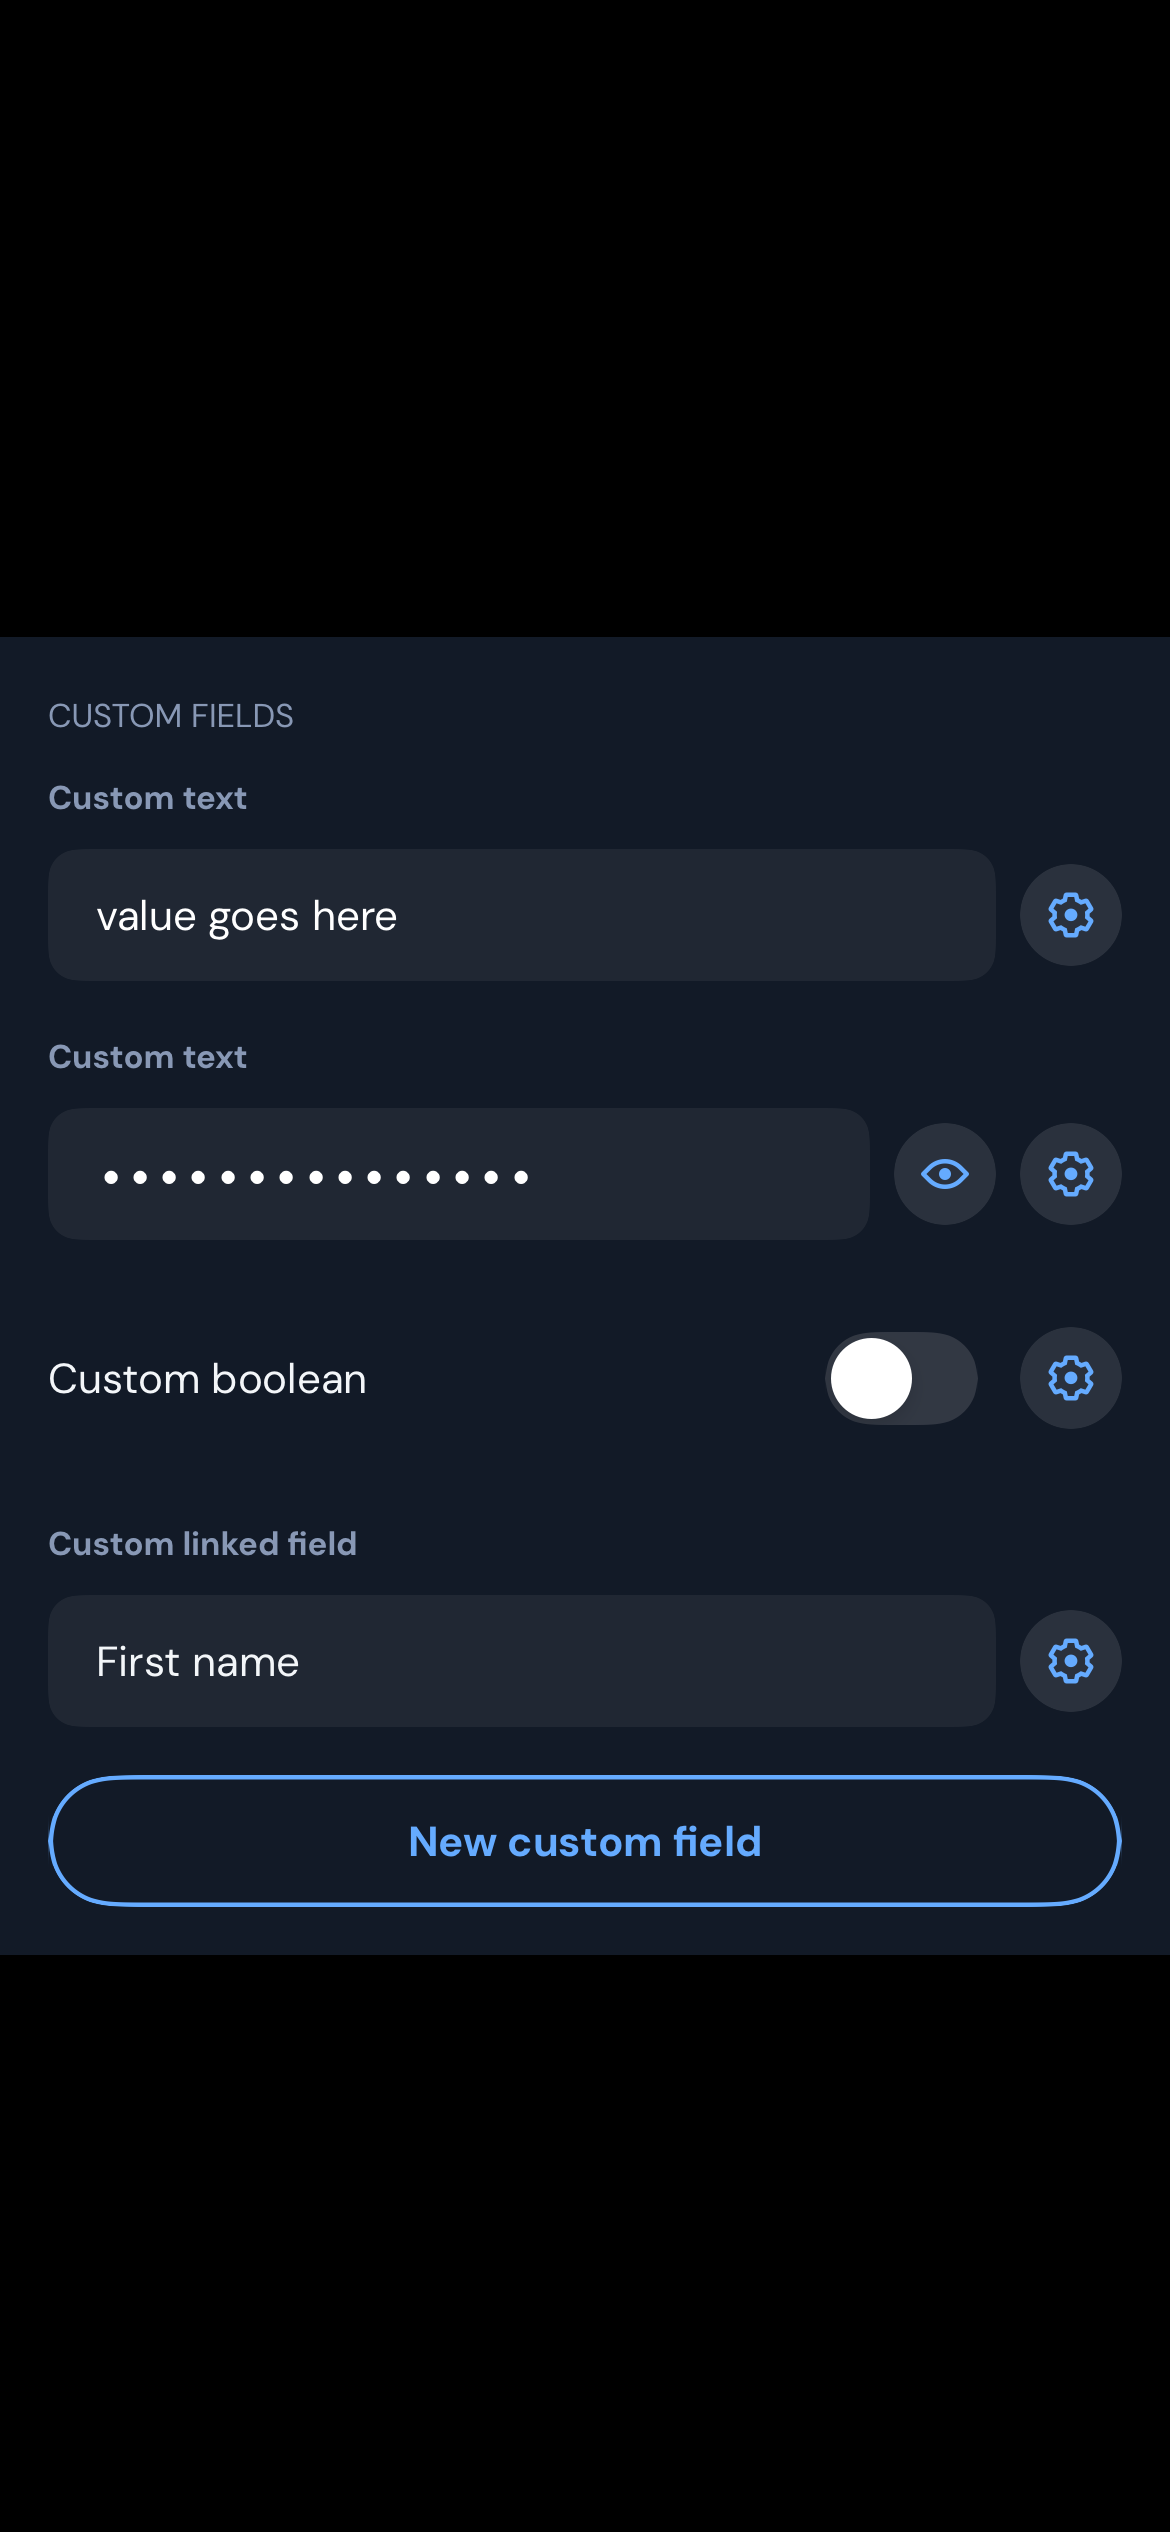 CUSTOM FIELDS
Custom text
value goes here
Custom text
•••••••••••••••
Custom boolean
Custom linked field
First name
New custom field